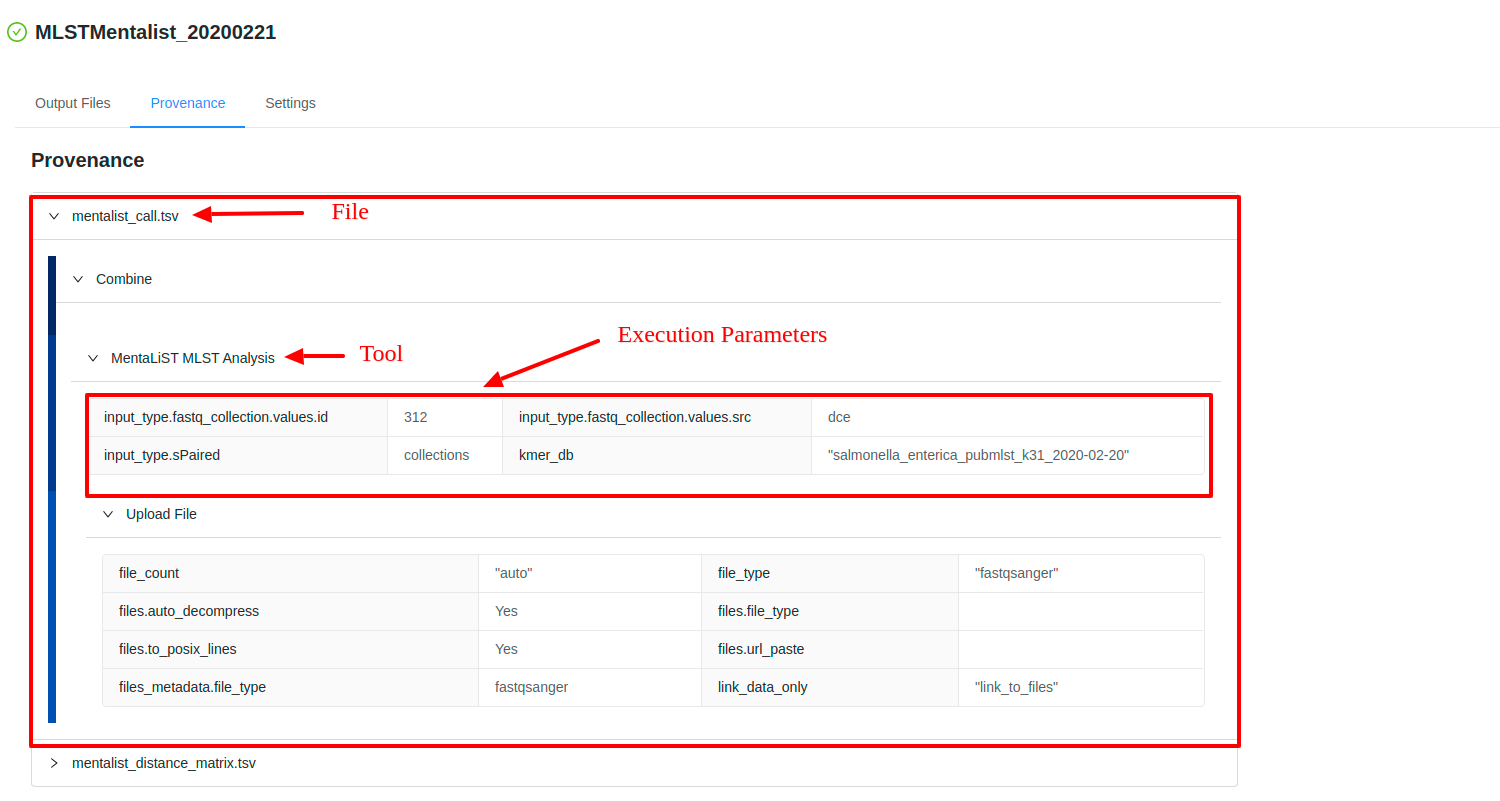 MLSTMentalist_20200221
Output Files Provenance Settings
Provenance
mentalist_call.tsv File
Combine
Execution Parameters
MentaLiST MLST Analysis Tool
input_type.fastq_collection.values.id 312 input_type.fastq_collection.values.src dce
input_type.sPaired collections kmer_db "salmonella_enterica_pubmlst_k31_2020-02-20"
Upload File
file_count "auto" file_type "fastqsanger"
files.auto_decompress Yes files.file_type
files.to_posix_lines Yes files.url_paste
files_metadata.file_type fastqsanger link_data_only "link_to_files"
mentalist_distance_matrix.tsv